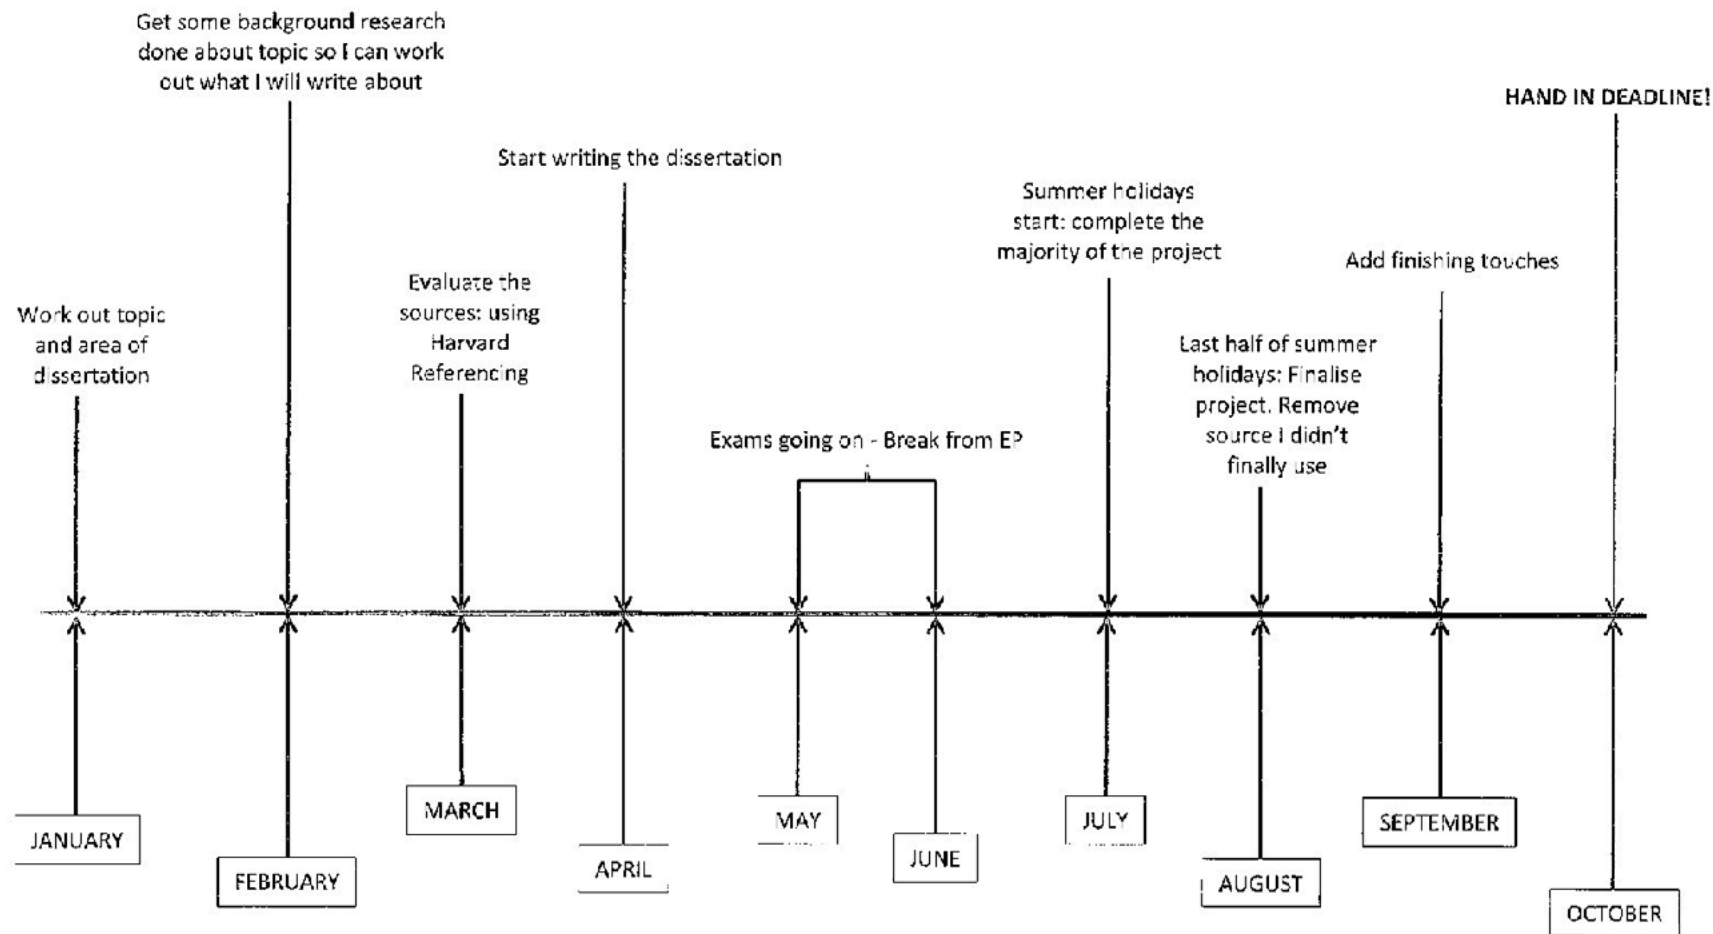 Get some background research
done about topic so I can work
out what I will write about
HAND IN DEADLINE!
Start writing the dissertation
Summer holidays
start: complete the
majority of the project
Add finishing touches
Evaluate the
sources: using
Harvard
Referencing
Work out topic
and area of
dissertation
Last half of summer
holidays: Finalise
project. Remove
source I didn't
finally use
Exams going on - Break from EP
JANUARY
FEBRUARY
MARCH
APRIL
MAY
JUNE
JULY
AUGUST
SEPTEMBER
OCTOBER